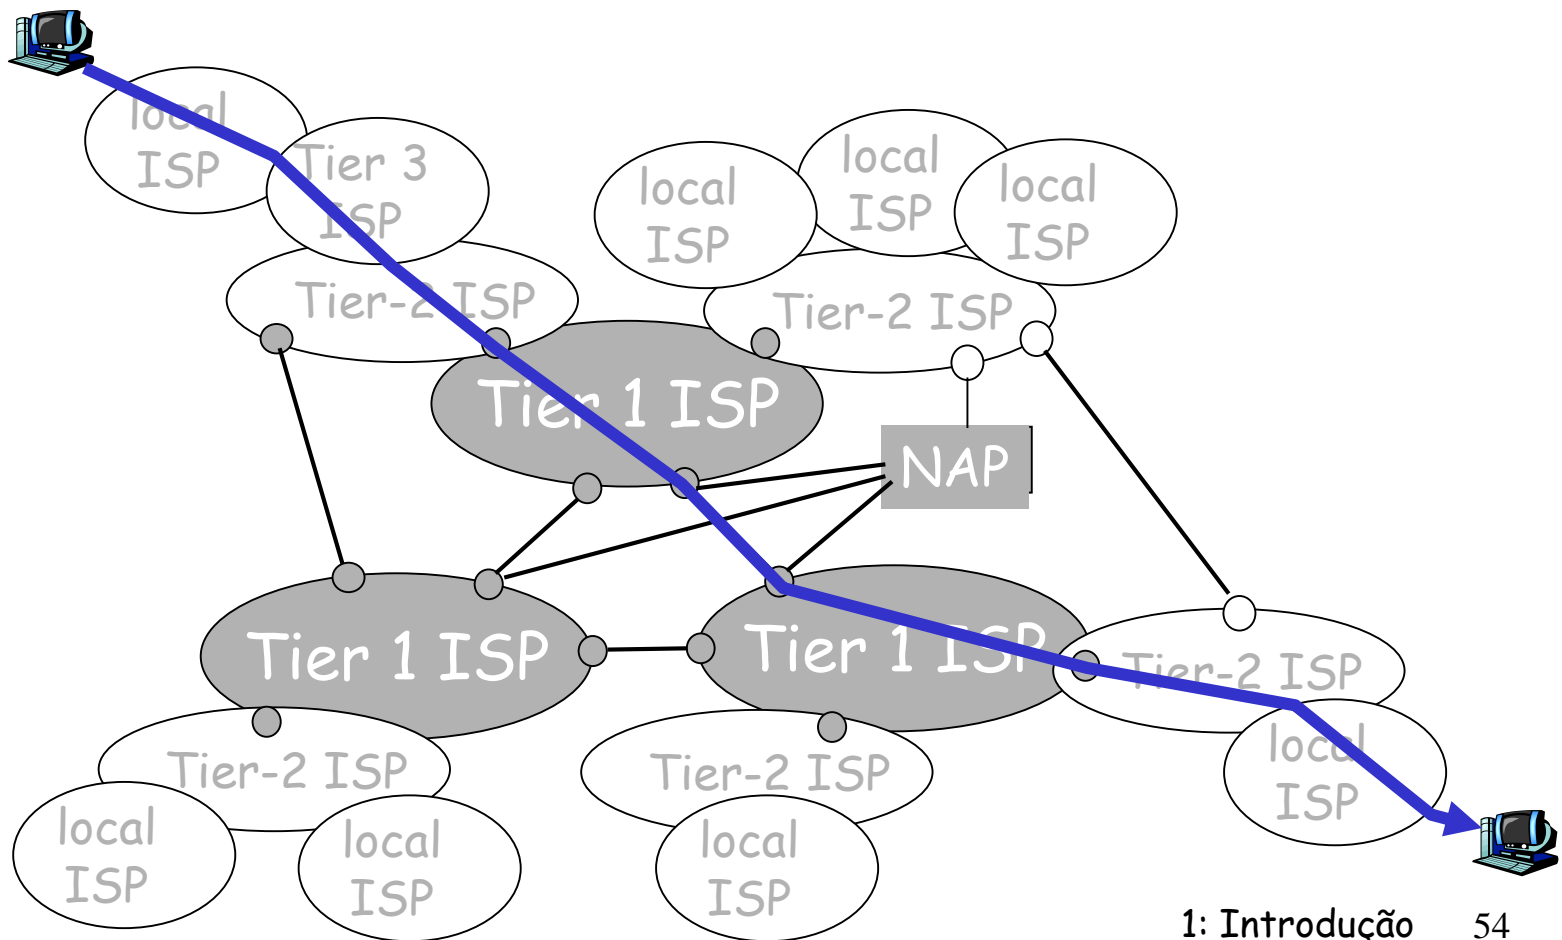 local
ISP
Tier 3
ISP
local
ISP
local
ISP
local
ISP
Tier-2 ISP
Tier-2 ISP
Tier 1 ISP
NAP
Tier 1 ISP
Tier 1 ISP
Tier-2 ISP
local
ISP
Tier-2 ISP
Tier-2 ISP
local
ISP
local
ISP
local
ISP
1: Introdução 54